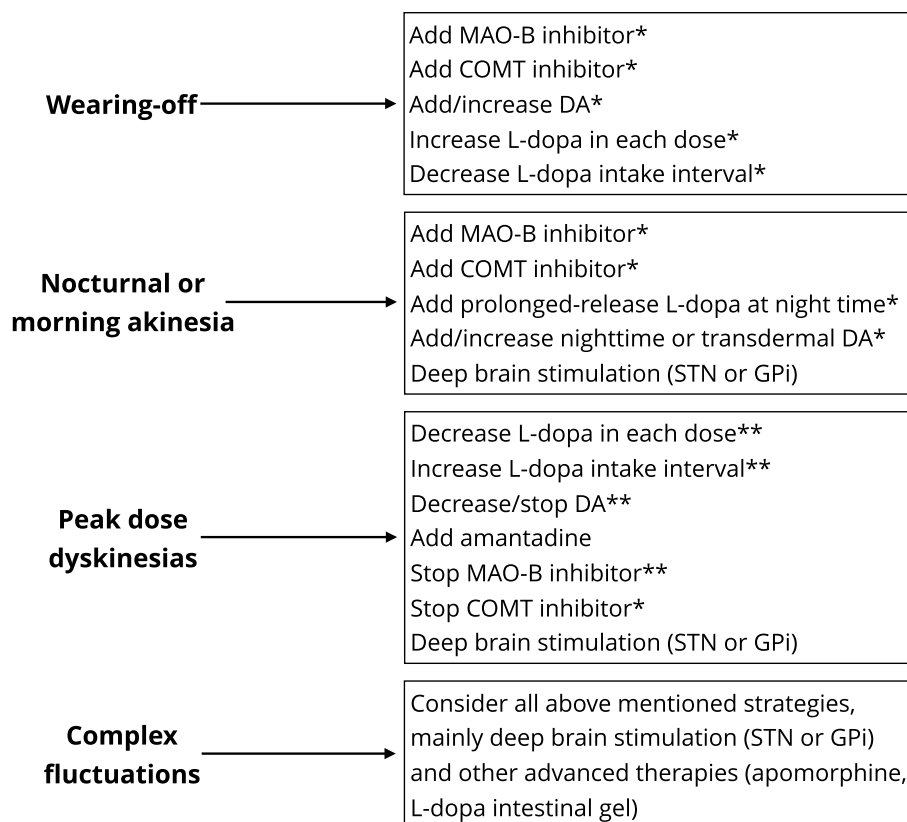 Wearing-off
Add MAO-B inhibitor*
Add COMT inhibitor*
Add/increase DA*
Increase L-dopa in each dose*
Decrease L-dopa intake interval*
Nocturnal or
morning akinesia
Add MAO-B inhibitor*
Add COMT inhibitor*
Add prolonged-release L-dopa at night time*
Add/increase nighttime or transdermal DA*
Deep brain stimulation (STN or GPi)
Peak dose
dyskinesias
Decrease L-dopa in each dose**
Increase L-dopa intake interval**
Decrease/stop DA**
Add amantadine
Stop MAO-B inhibitor**
Stop COMT inhibitor*
Deep brain stimulation (STN or GPi)
Complex
fluctuations
Consider all above mentioned strategies,
mainly deep brain stimulation (STN or GPi)
and other advanced therapies (apomorphine,
L-dopa intestinal gel)